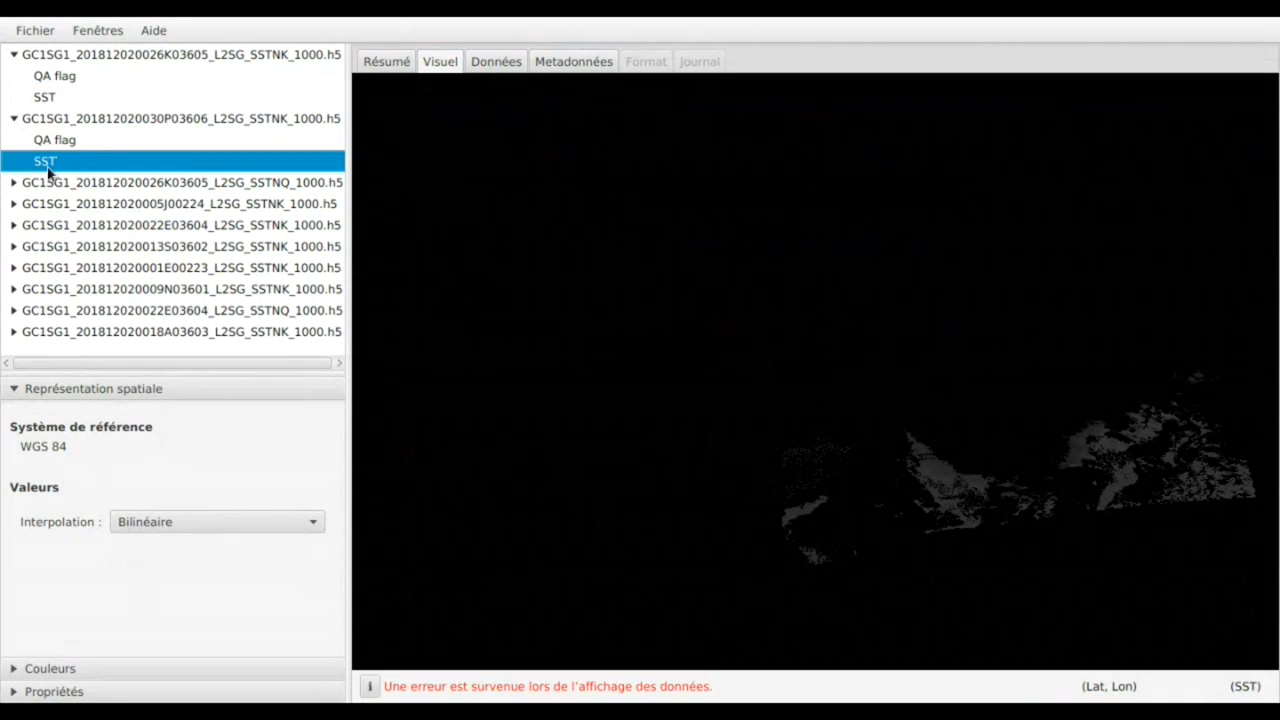 Fichier Fenêtres Aide
GC1SG1_201812020026K03605_L2SG_SSTNK_1000.h5
QA flag
SST
GC1SG1_201812020030P03606_L2SG_SSTNK_1000.h5
QA flag
SST
GC1SG1_201812020026K03605_L2SG_SSTNQ_1000.h5
GC1SG1_201812020005J00224_L2SG_SSTNK_1000.h5
GC1SG1_201812020022E03604_L2SG_SSTNK_1000.h5
GC1SG1_201812020013S03602_L2SG_SSTNK_1000.h5
GC1SG1_201812020001E00223_L2SG_SSTNK_1000.h5
GC1SG1_201812020009N03601_L2SG_SSTNK_1000.h5
GC1SG1_201812020022E03604_L2SG_SSTNQ_1000.h5
GC1SG1_201812020018A03603_L2SG_SSTNK_1000.h5
Représentation spatiale
Système de référence
WGS 84
Valeurs
Interpolation : Bilinéaire
Couleurs
Propriétés
Résumé Visuel Données Metadonnées Format Journal
Une erreur est survenue lors de l’affichage des données. (Lat, Lon) (SST)